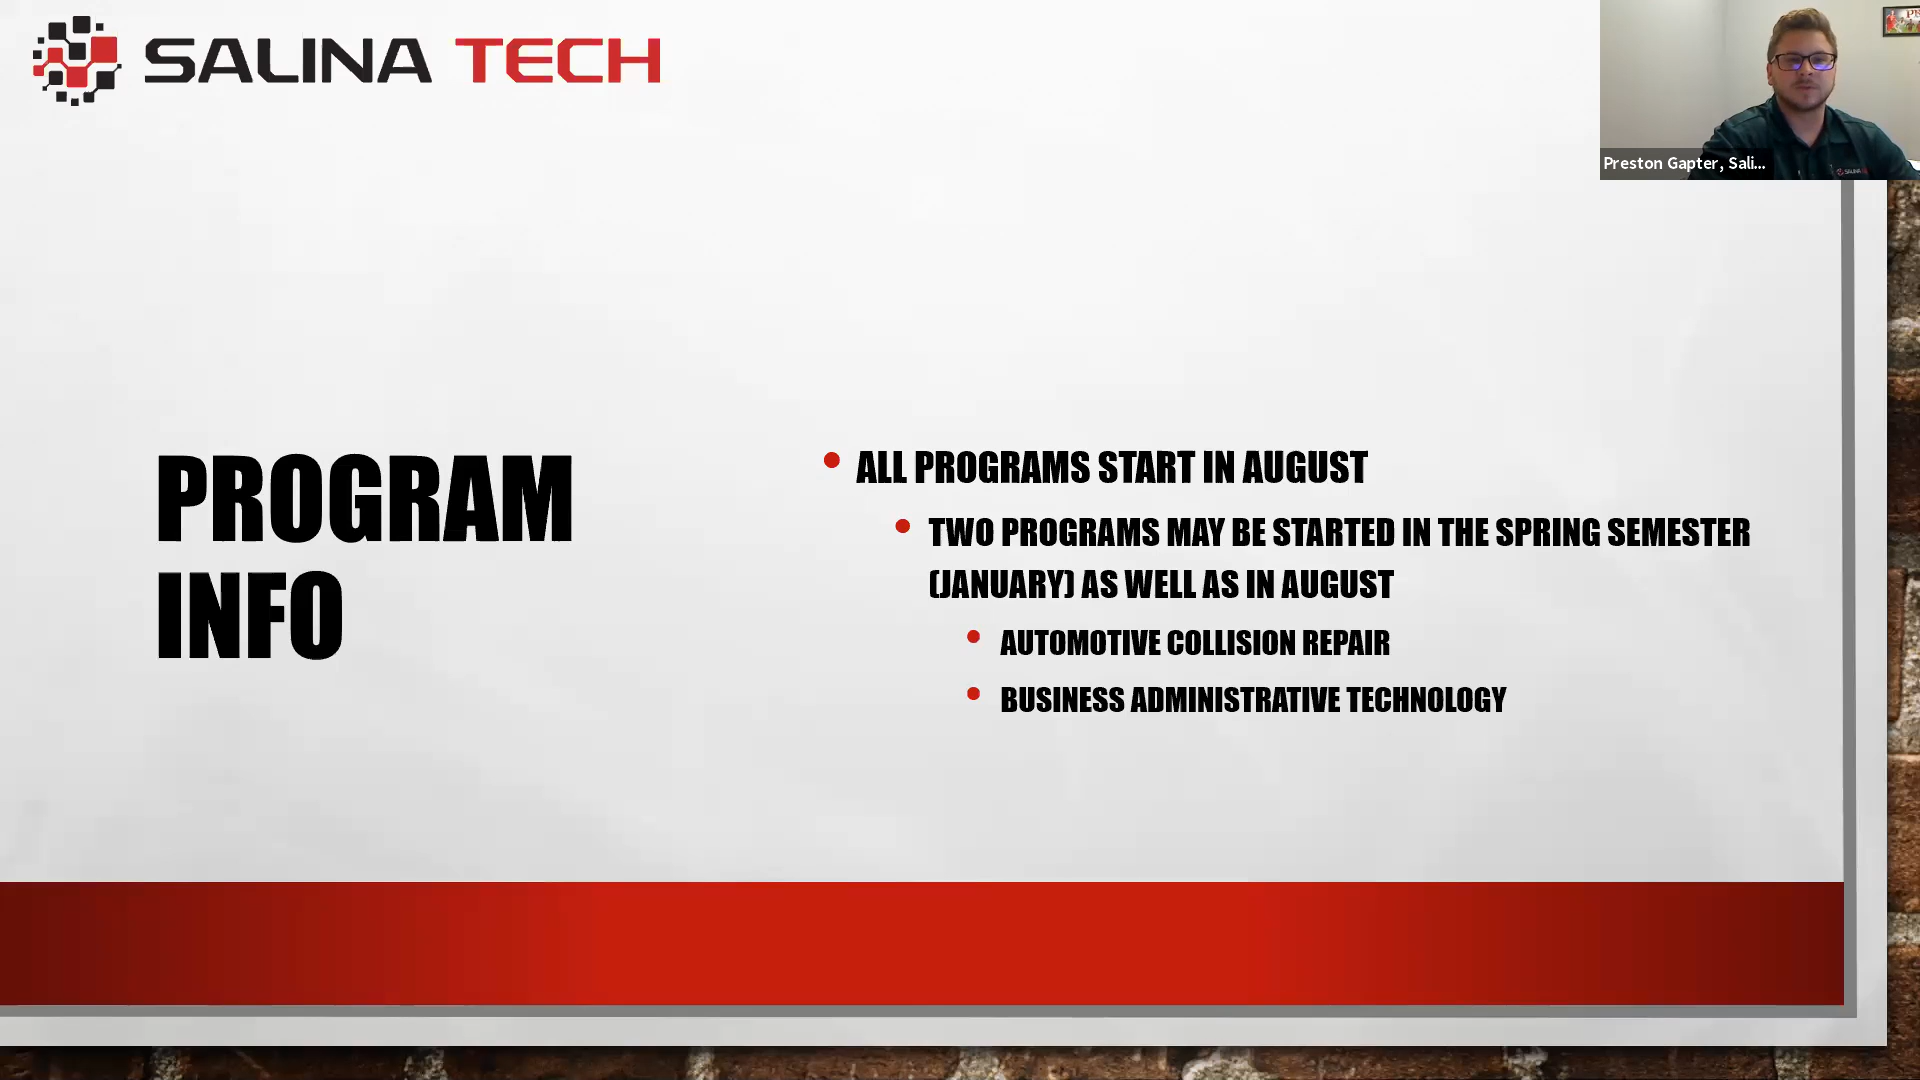 SALINA TECH
Preston Gapter, Sali...
PROGRAM
INFO
ALL PROGRAMS START IN AUGUST
TWO PROGRAMS MAY BE STARTED IN THE SPRING SEMESTER
(JANUARY) AS WELL AS IN AUGUST
AUTOMOTIVE COLLISION REPAIR
BUSINESS ADMINISTRATIVE TECHNOLOGY